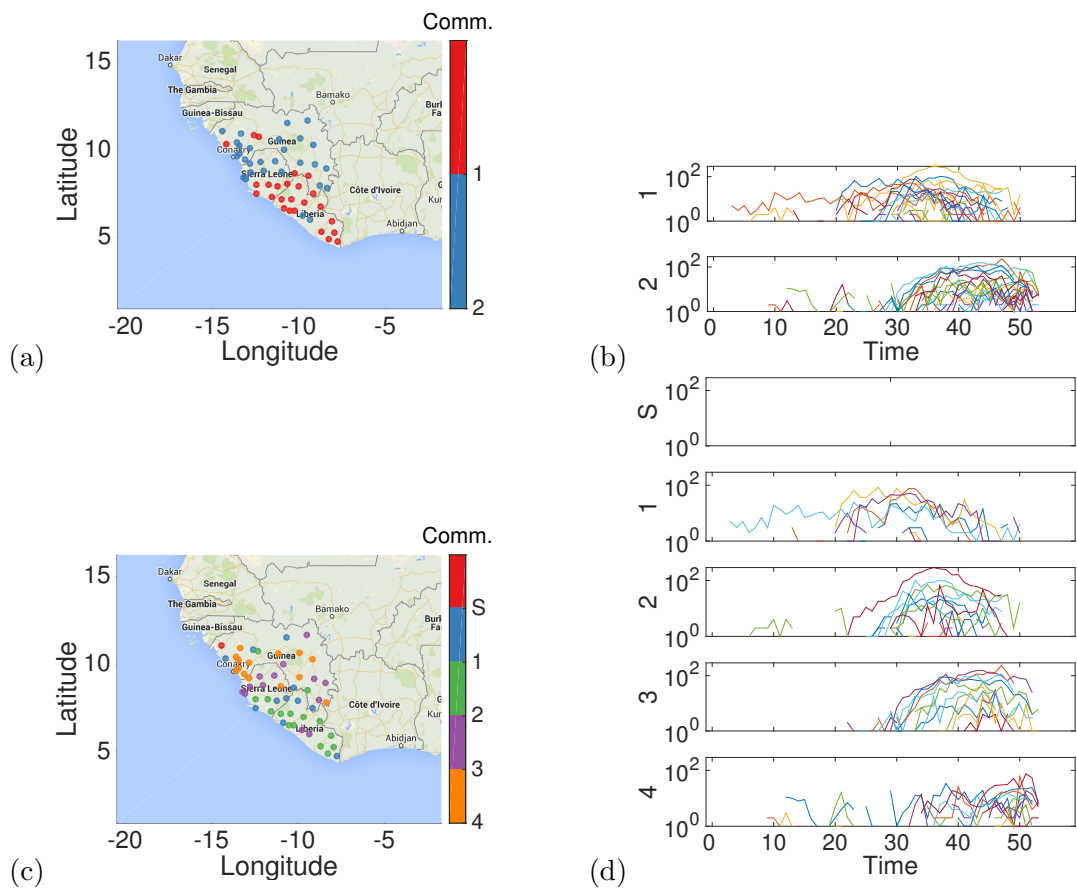 Comm.
15
10
5
Latitude
Dakar
Senegal
The Gambia
Guinea-Bissau
Bamako
Guinea
Conakry
Sierra Leone
Liberia
Côte d'Ivoire
Abidjan
Burk
Fa
1
2
-20 -15 -10 -5
Longitude
(a)
1
10² 
10⁰
2
10²
10⁰
0 10 20 30 40 50
Time
(b)
Comm.
15
10
5
Latitude
Dakar
Senegal
The Gambia
Guinea-Bissau
Bamako
Guinea
Conakry
Sierra Leone
Liberia
Côte d'Ivoire
Abidjan
Burk
Fa
Kur
S
1
2
3
4
-20 -15 -10 -5
Longitude
(c)
S
10²
10⁰
1
10²
10⁰
2
10²
10⁰
3
10²
10⁰
4
10²
10⁰
0 10 20 30 40 50
Time
(d)